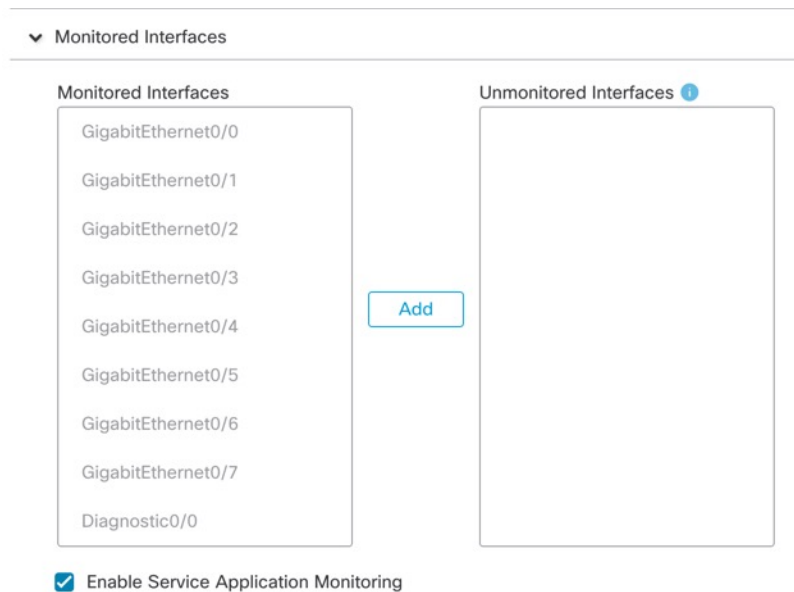 Monitored Interfaces
Monitored Interfaces
Unmonitored Interfaces
GigabitEthernet0/0
GigabitEthernet0/1
GigabitEthernet0/2
GigabitEthernet0/3
GigabitEthernet0/4
GigabitEthernet0/5
GigabitEthernet0/6
GigabitEthernet0/7
Diagnostic0/0
Add
Enable Service Application Monitoring